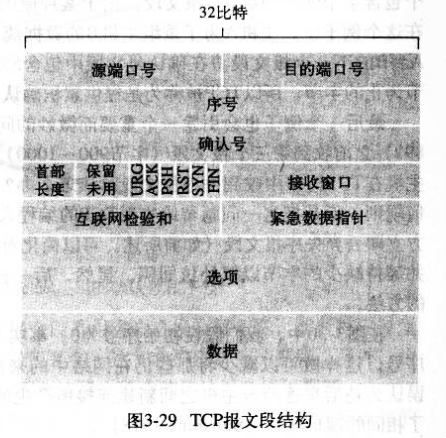 32比特
源端口号 目的端口号
序号
确认号
首部长度 保留未用 URG ACK PSH RST SYN FIN 接收窗口
互联网检验和 紧急数据指针
选项
数据
图3-29 TCP报文段结构